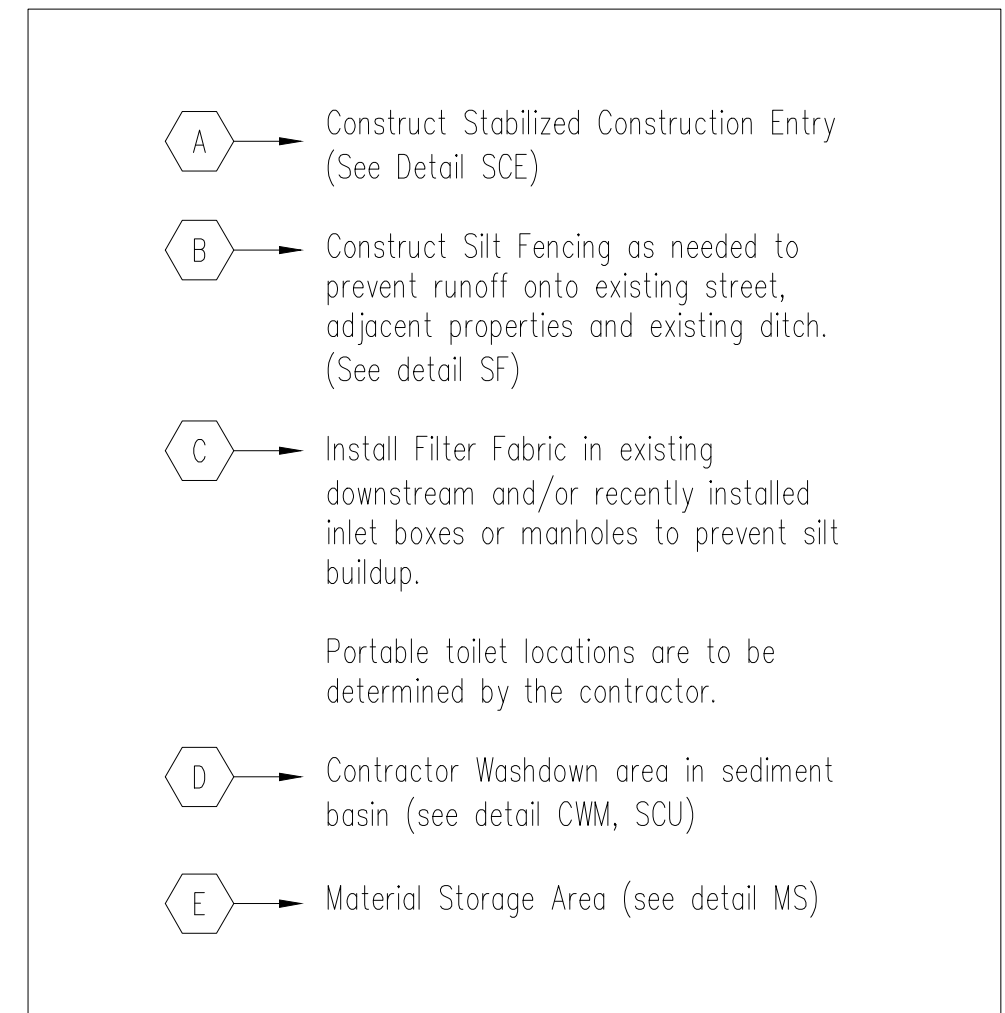 A Construct Stabilized Construction Entry
(See Detail SCE)
B Construct Silt Fencing as needed to
prevent runoff onto existing street,
adjacent properties and existing ditch.
(See detail SF)
C Install Filter Fabric in existing
downstream and/or recently installed
inlet boxes or manholes to prevent silt
buildup.
Portable toilet locations are to be
determined by the contractor.
D Contractor Washdown area in sediment
basin (see detail CWM, SCU)
E Material Storage Area (see detail MS)